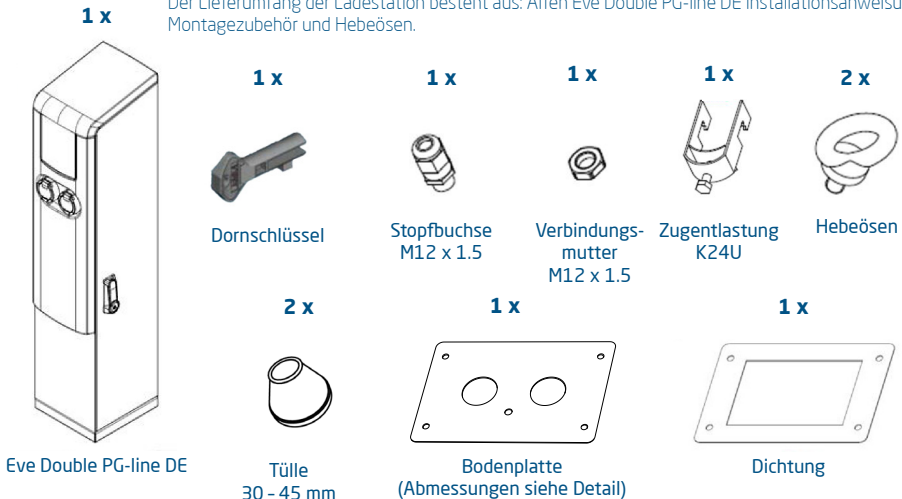 Der Lieferumfang der Ladestation besteht aus: Alfen Eve Double PG-line DE
Montagezubehör und Hebeösen.
1 x
1 x
1 x
1 x
1 x
2 x
Dornschlüssel
Stopfbuchse
M12 x 1.5
Verbindungs-
mutter
M12 x 1.5
Zugentlastung
K24U
Hebeösen
2 x
1 x
1 x
Eve Double PG-line DE
Tülle
30 – 45 mm
Bodenplatte
(Abmessungen siehe Detail)
Dichtung